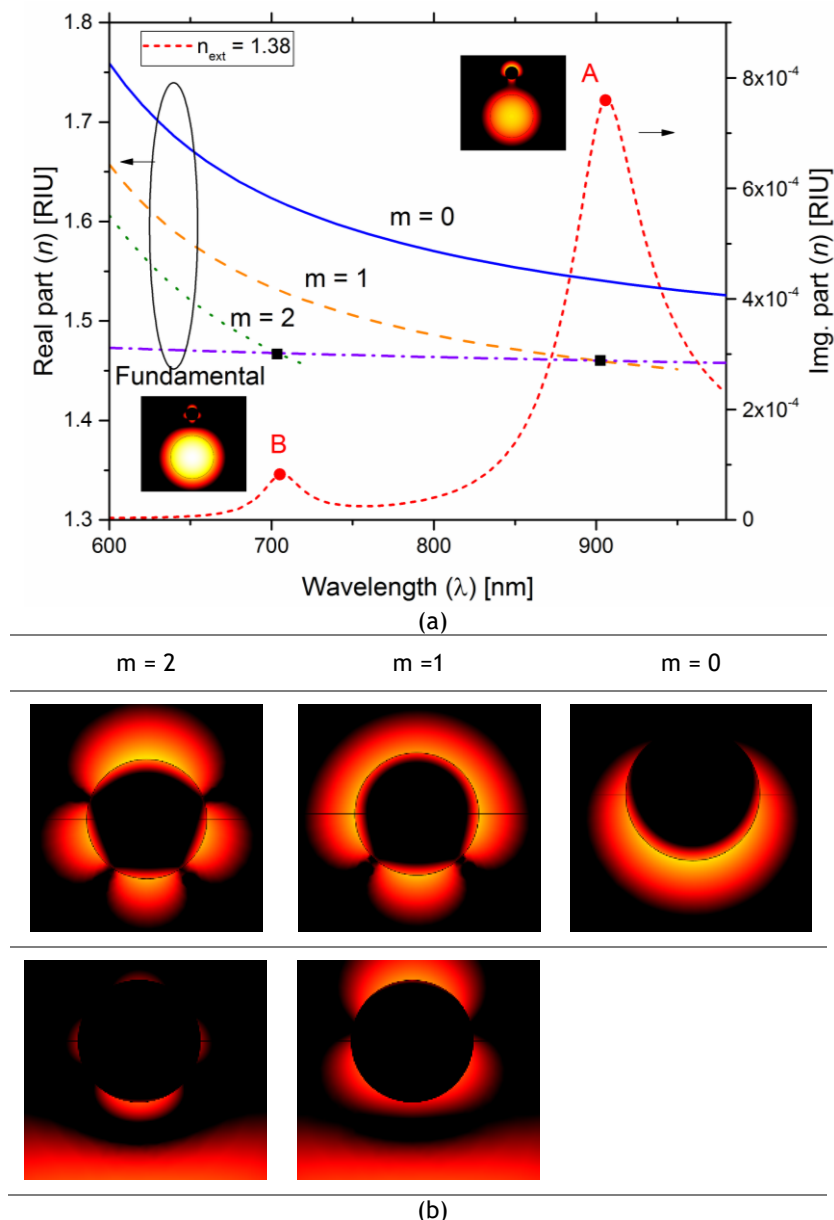 1.8
1.7
1.6
1.5
1.4
1.3
Real part (n) [RIU]
n_ext = 1.38
A
m = 0
m = 1
m = 2
Fundamental
B
8x10⁻⁴
6x10⁻⁴
4x10⁻⁴
2x10⁻⁴
0
Img. part (n) [RIU]
600 700 800 900
Wavelength (λ) [nm]
(a)
m = 2 m =1 m = 0
(b)